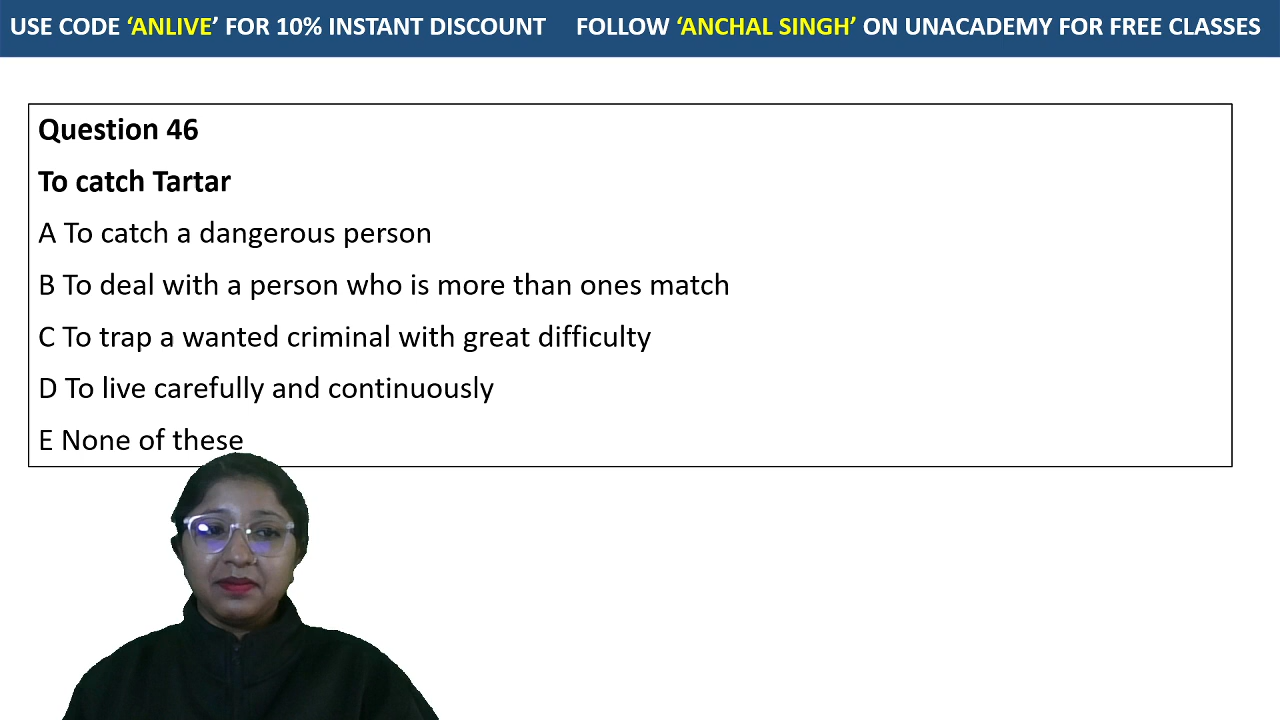 USE CODE ‘ANLIVE’ FOR 10% INSTANT DISCOUNT FOLLOW ‘ANCHAL SINGH’ ON UNACADEMY FOR FREE CLASSES
Question 46
To catch Tartar
A To catch a dangerous person
B To deal with a person who is more than ones match
C To trap a wanted criminal with great difficulty
D To live carefully and continuously
E None of these